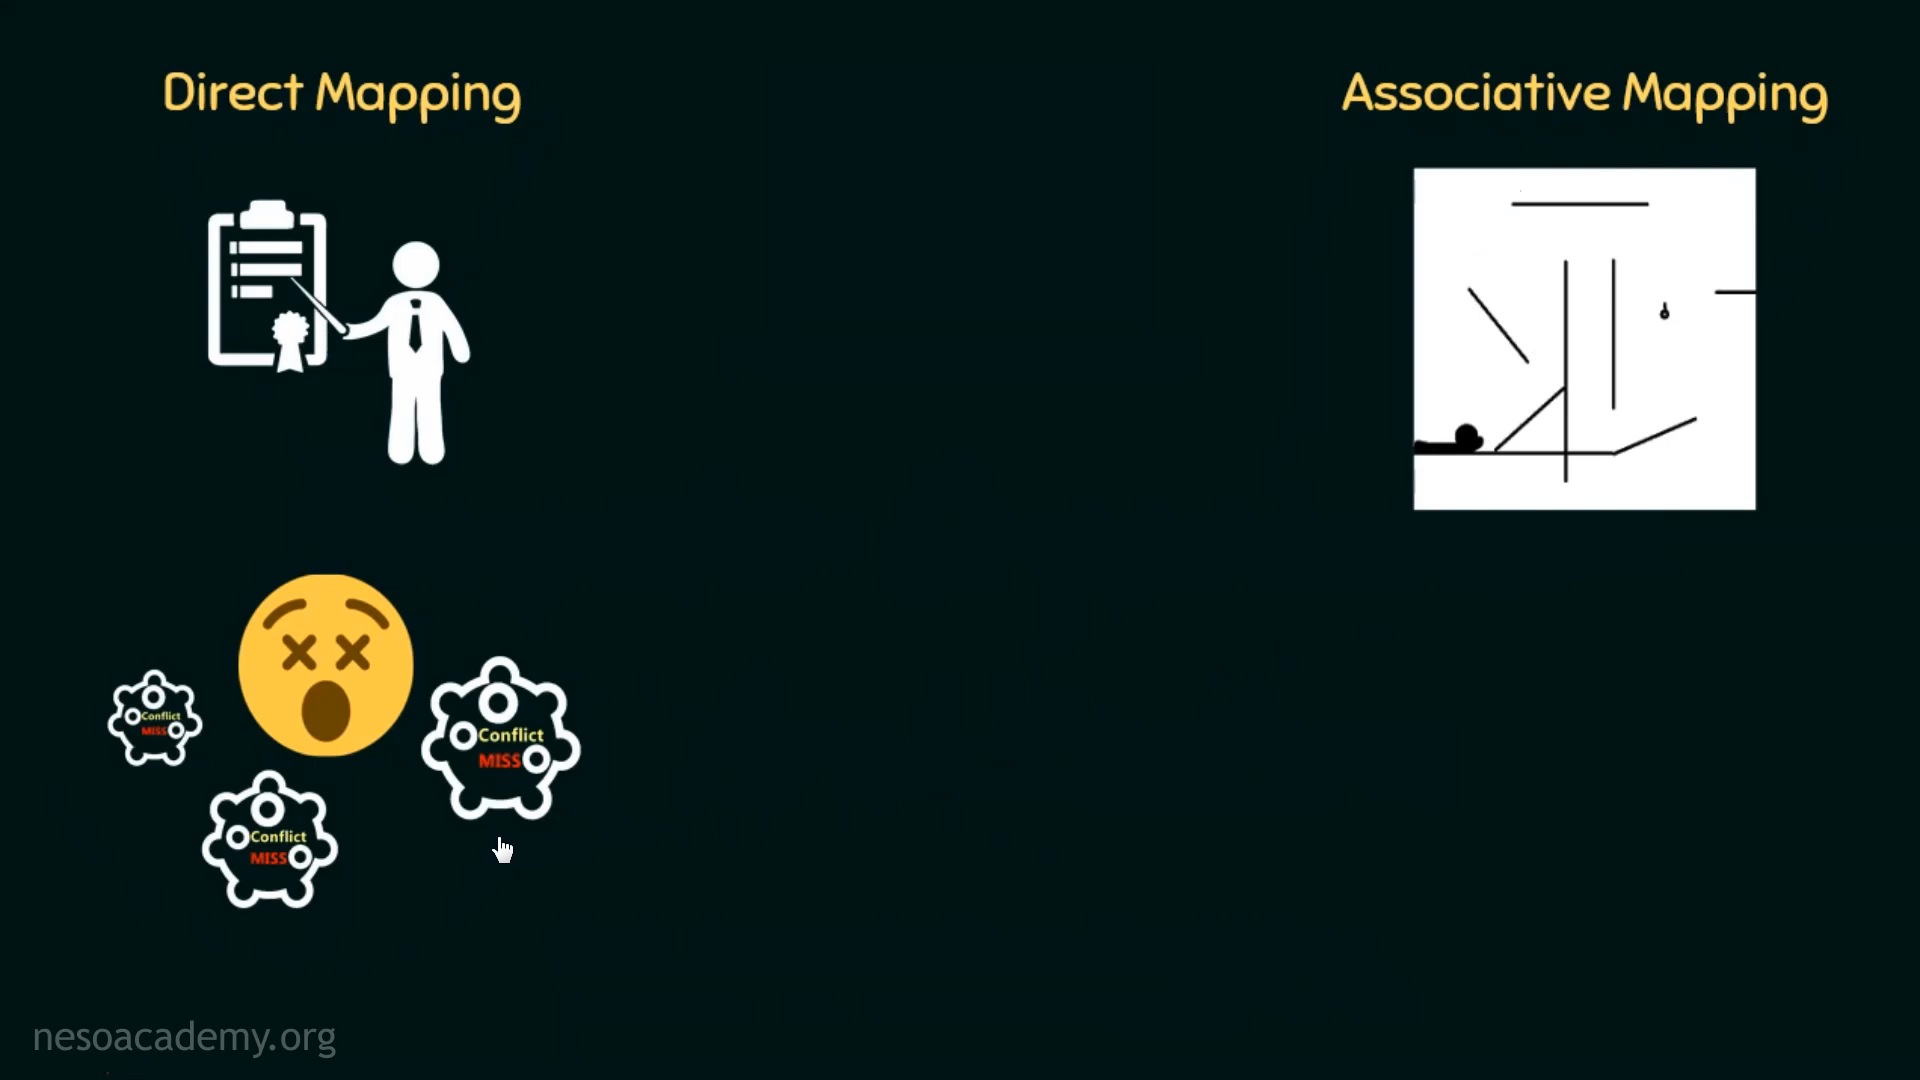 Direct Mapping
Associative Mapping
Conflict
MISS
Conflict
MISS
Conflict
MISS
nesoacademy.org